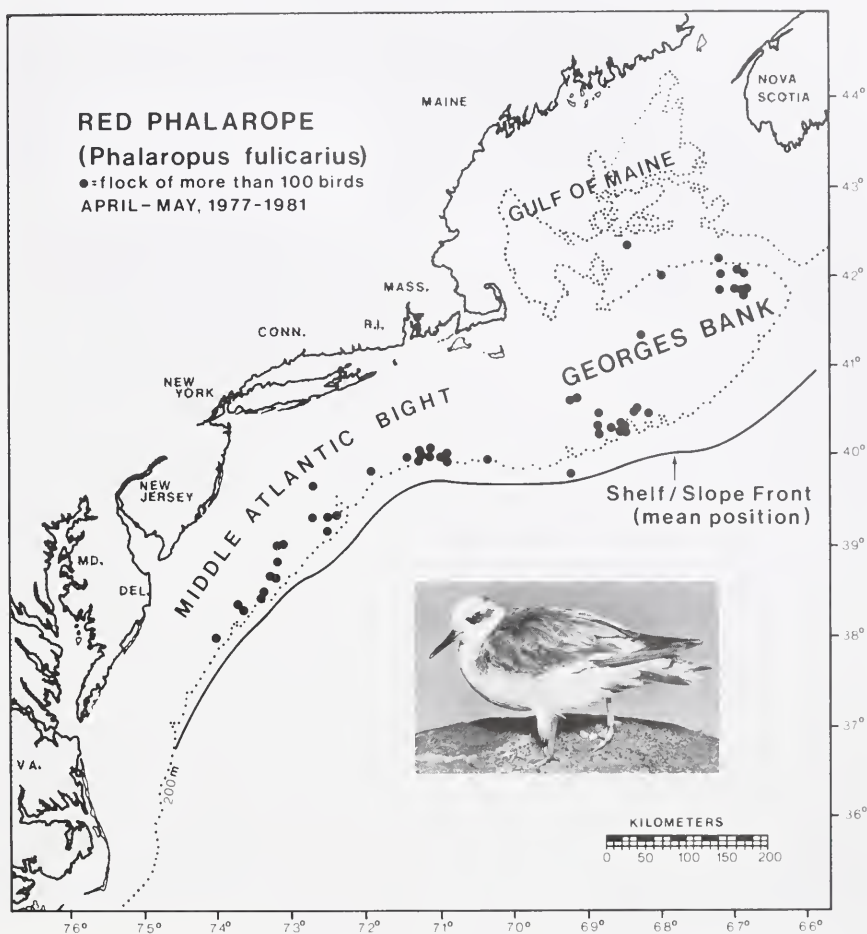 RED PHALAROPE
(Phalaropus fulicarius)
●=flock of more than 100 birds
APRIL–MAY, 1977-1981
MAINE
NOVA
SCOTIA
GULF OF MAINE
MASS.
R.I.
CONN.
NEW
YORK
GEORGES BANK
MIDDLE ATLANTIC BIGHT
NEW
JERSEY
MD.
DEL.
VA.
200m
Shelf/Slope Front
(mean position)
KILOMETERS
0 50 100 150 200
44°
43°
42°
41°
40°
39°
38°
37°
36°
76° 75° 74° 73° 72° 71° 70° 69° 68° 67° 66°